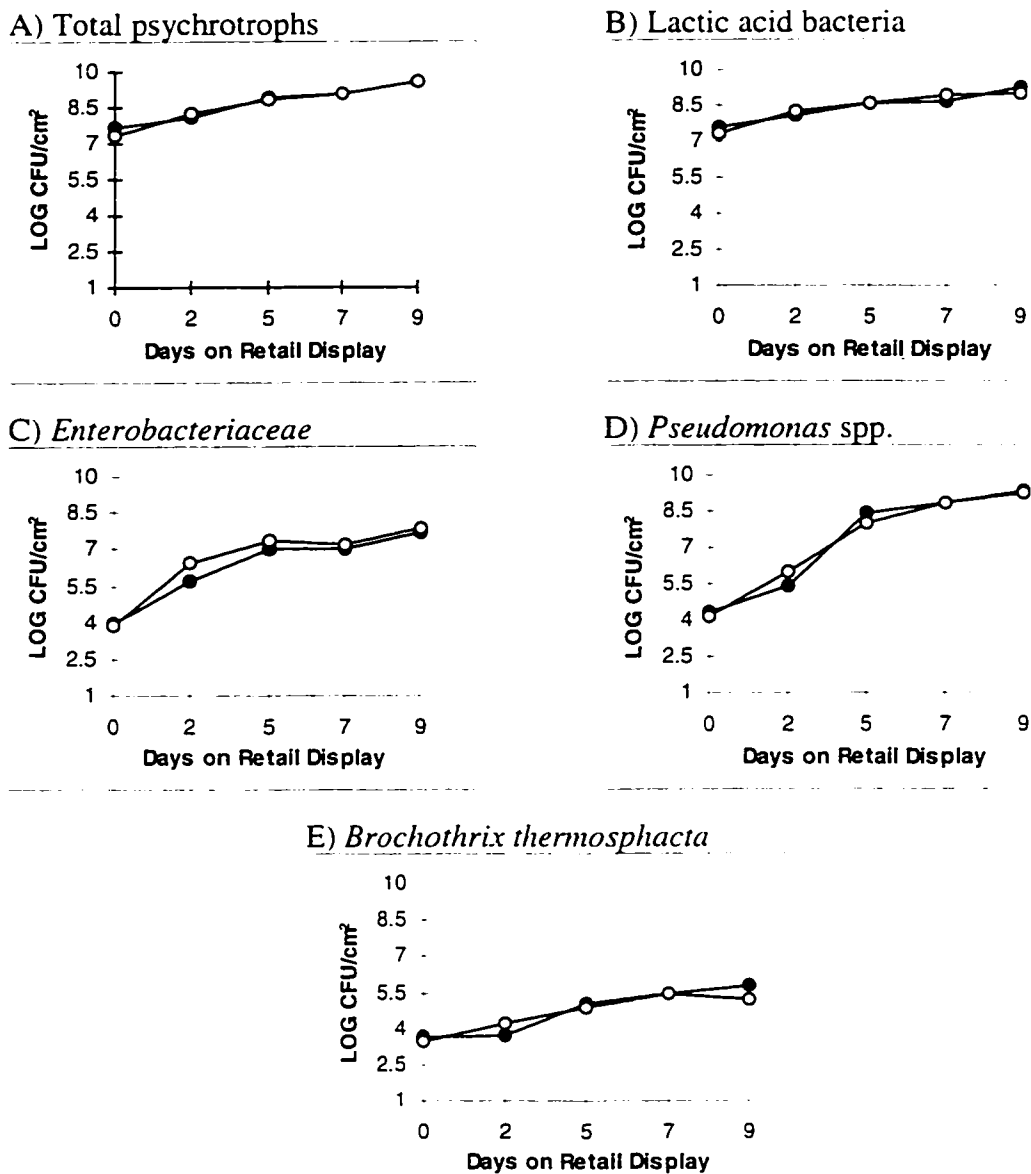 A) Total psychrotrophs
10
8.5
7
5.5
4
2.5
1
LOG CFU/cm²
0 2 5 7 9
Days on Retail Display
B) Lactic acid bacteria
10
8.5
7
5.5
4
2.5
1
LOG CFU/cm²
0 2 5 7 9
Days on Retail Display
C) Enterobacteriaceae
10
8.5
7
5.5
4
2.5
1
LOG CFU/cm²
0 2 5 7 9
Days on Retail Display
D) Pseudomonas spp.
10
8.5
7
5.5
4
2.5
1
LOG CFU/cm²
0 2 5 7 9
Days on Retail Display
E) Brochothrix thermosphacta
10
8.5
7
5.5
4
2.5
1
LOG CFU/cm²
0 2 5 7 9
Days on Retail Display